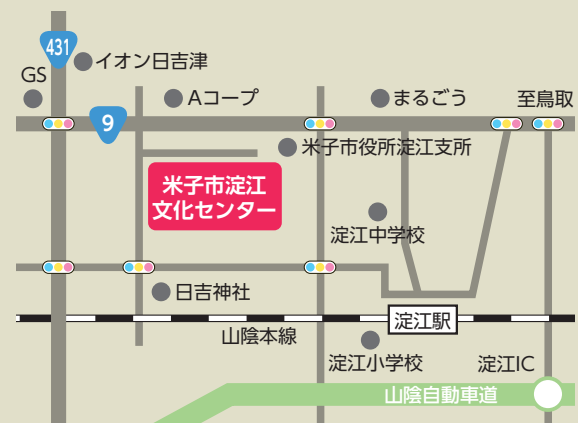 431
イオン日吉津
GS
Aコープ
まるごう
至鳥取
9
米子市役所淀江支所
米子市淀江
文化センター
淀江中学校
日吉神社
淀江駅
山陰本線
淀江小学校
淀江IC
山陰自動車道